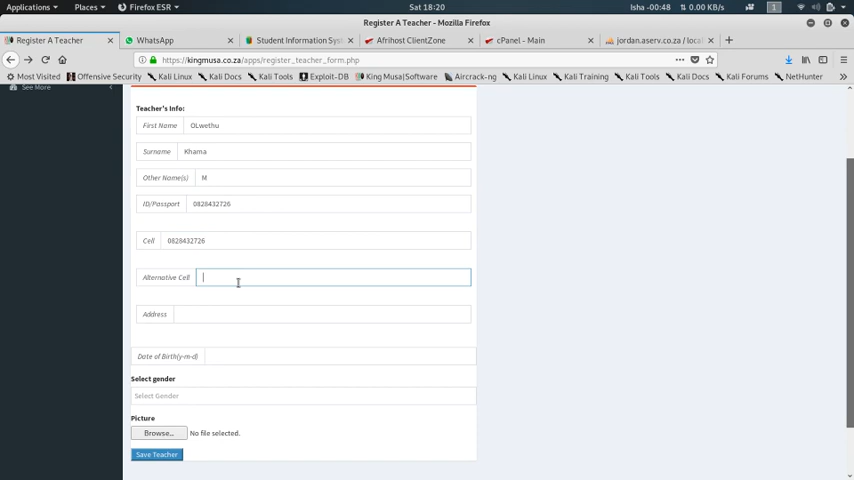 Applications Places Firefox ESR Sat 18:20 Isha -00:48 0.00 KB/s 1
Register A Teacher - Mozilla Firefox
Register A Teacher WhatsApp Student Information Sys Afrihost ClientZone cPanel - Main jordan.aserv.co.za / local
https://kingmusa.co.za/apps/register_teacher_form.php
Most Visited Offensive Security Kali Linux Kali Docs Kali Tools Exploit-DB King Musa|Software Aircrack-ng Kali Linux Kali Training Kali Tools Kali Docs Kali Forums NetHunter
See More
Teacher's Info:
First Name OLwethu
Surname Khama
Other Name(s) M
ID/Passport 0828432726
Cell 0828432726
Alternative Cell
Address
Date of Birth(y-m-d)
Select gender
Select Gender
Picture
Browse... No file selected.
Save Teacher